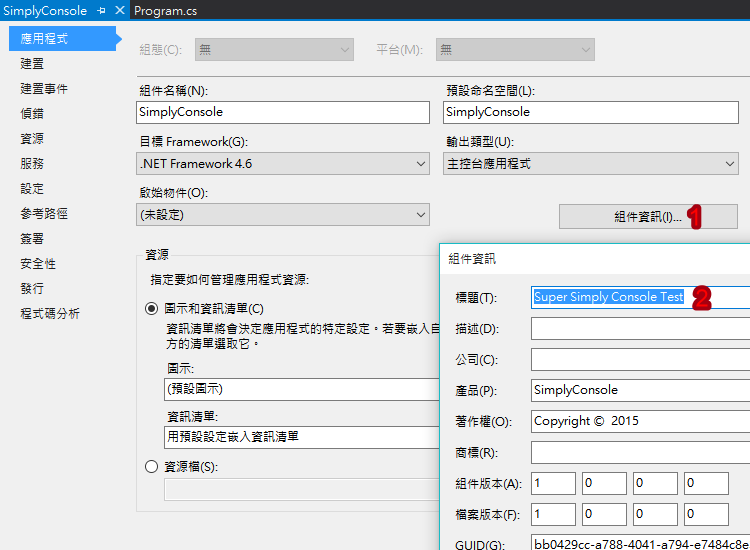 SimplyConsole Program.cs
應用程式
建置
建置事件
偵錯
資源
服務
設定
參考路徑
簽署
安全性
發行
程式碼分析
組態(C): 無 平台(M): 無
組件名稱(N): 預設命名空間(L):
SimplyConsole SimplyConsole
目標 Framework(G): 輸出類型(U):
.NET Framework 4.6 主控台應用程式
啟始物件(O):
(未設定) 組件資訊(I)... 1
資源
指定要如何管理應用程式資源:
圖示和資訊清單(C)
資訊清單將會決定應用程式的特定設定。若要嵌入自
方的清單選取它。
圖示:
(預設圖示)
資訊清單:
用預設設定嵌入資訊清單
資源檔(S):
組件資訊
標題(T): Super Simply Console Test 2
描述(D):
公司(C):
產品(P): SimplyConsole
著作權(O): Copyright © 2015
商標(R):
組件版本(A): 1 0 0 0
檔案版本(F): 1 0 0 0
GUID(G): bb0429cc-a788-4041-a794-e7484c8e